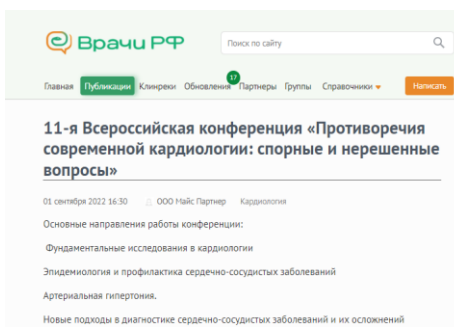 Врачи РФ
Поиск по сайту
17
Главная Публикации Клинреки Обновления Партнеры Группы Справочники Написать
11-я Всероссийская конференция «Противоречия
современной кардиологии: спорные и нерешенные
вопросы»
01 сентября 2022 16:30 ООО Майс Партнер Кардиология
Основные направления работы конференции:
Фундаментальные исследования в кардиологии
Эпидемиология и профилактика сердечно-сосудистых заболеваний
Артериальная гипертония.
Новые подходы в диагностике сердечно-сосудистых заболеваний и их осложнений